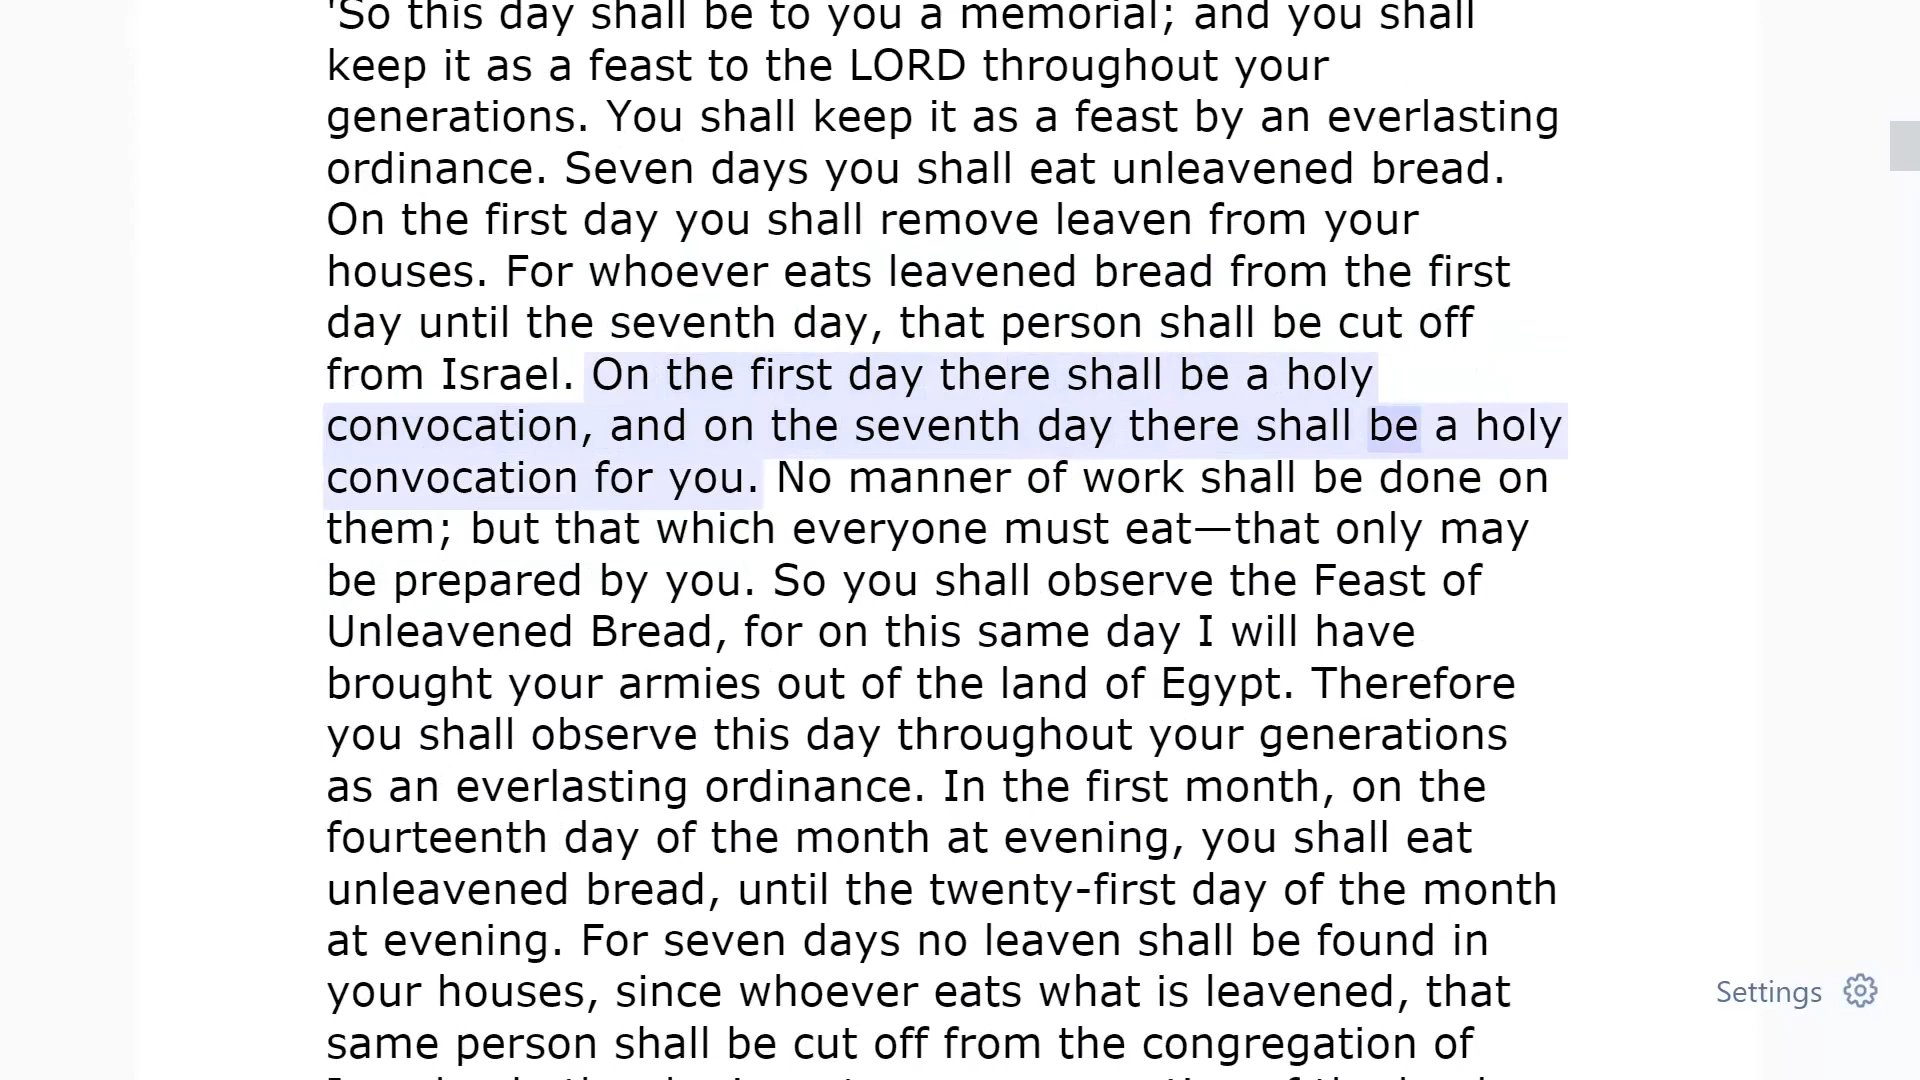 'So this day shall be to you a memorial; and you shall
keep it as a feast to the LORD throughout your
generations. You shall keep it as a feast by an everlasting
ordinance. Seven days you shall eat unleavened bread.
On the first day you shall remove leaven from your
houses. For whoever eats leavened bread from the first
day until the seventh day, that person shall be cut off
from Israel. On the first day there shall be a holy
convocation, and on the seventh day there shall be a holy
convocation for you. No manner of work shall be done on
them; but that which everyone must eat—that only may
be prepared by you. So you shall observe the Feast of
Unleavened Bread, for on this same day I will have
brought your armies out of the land of Egypt. Therefore
you shall observe this day throughout your generations
as an everlasting ordinance. In the first month, on the
fourteenth day of the month at evening, you shall eat
unleavened bread, until the twenty-first day of the month
at evening. For seven days no leaven shall be found in
your houses, since whoever eats what is leavened, that
same person shall be cut off from the congregation of
Settings